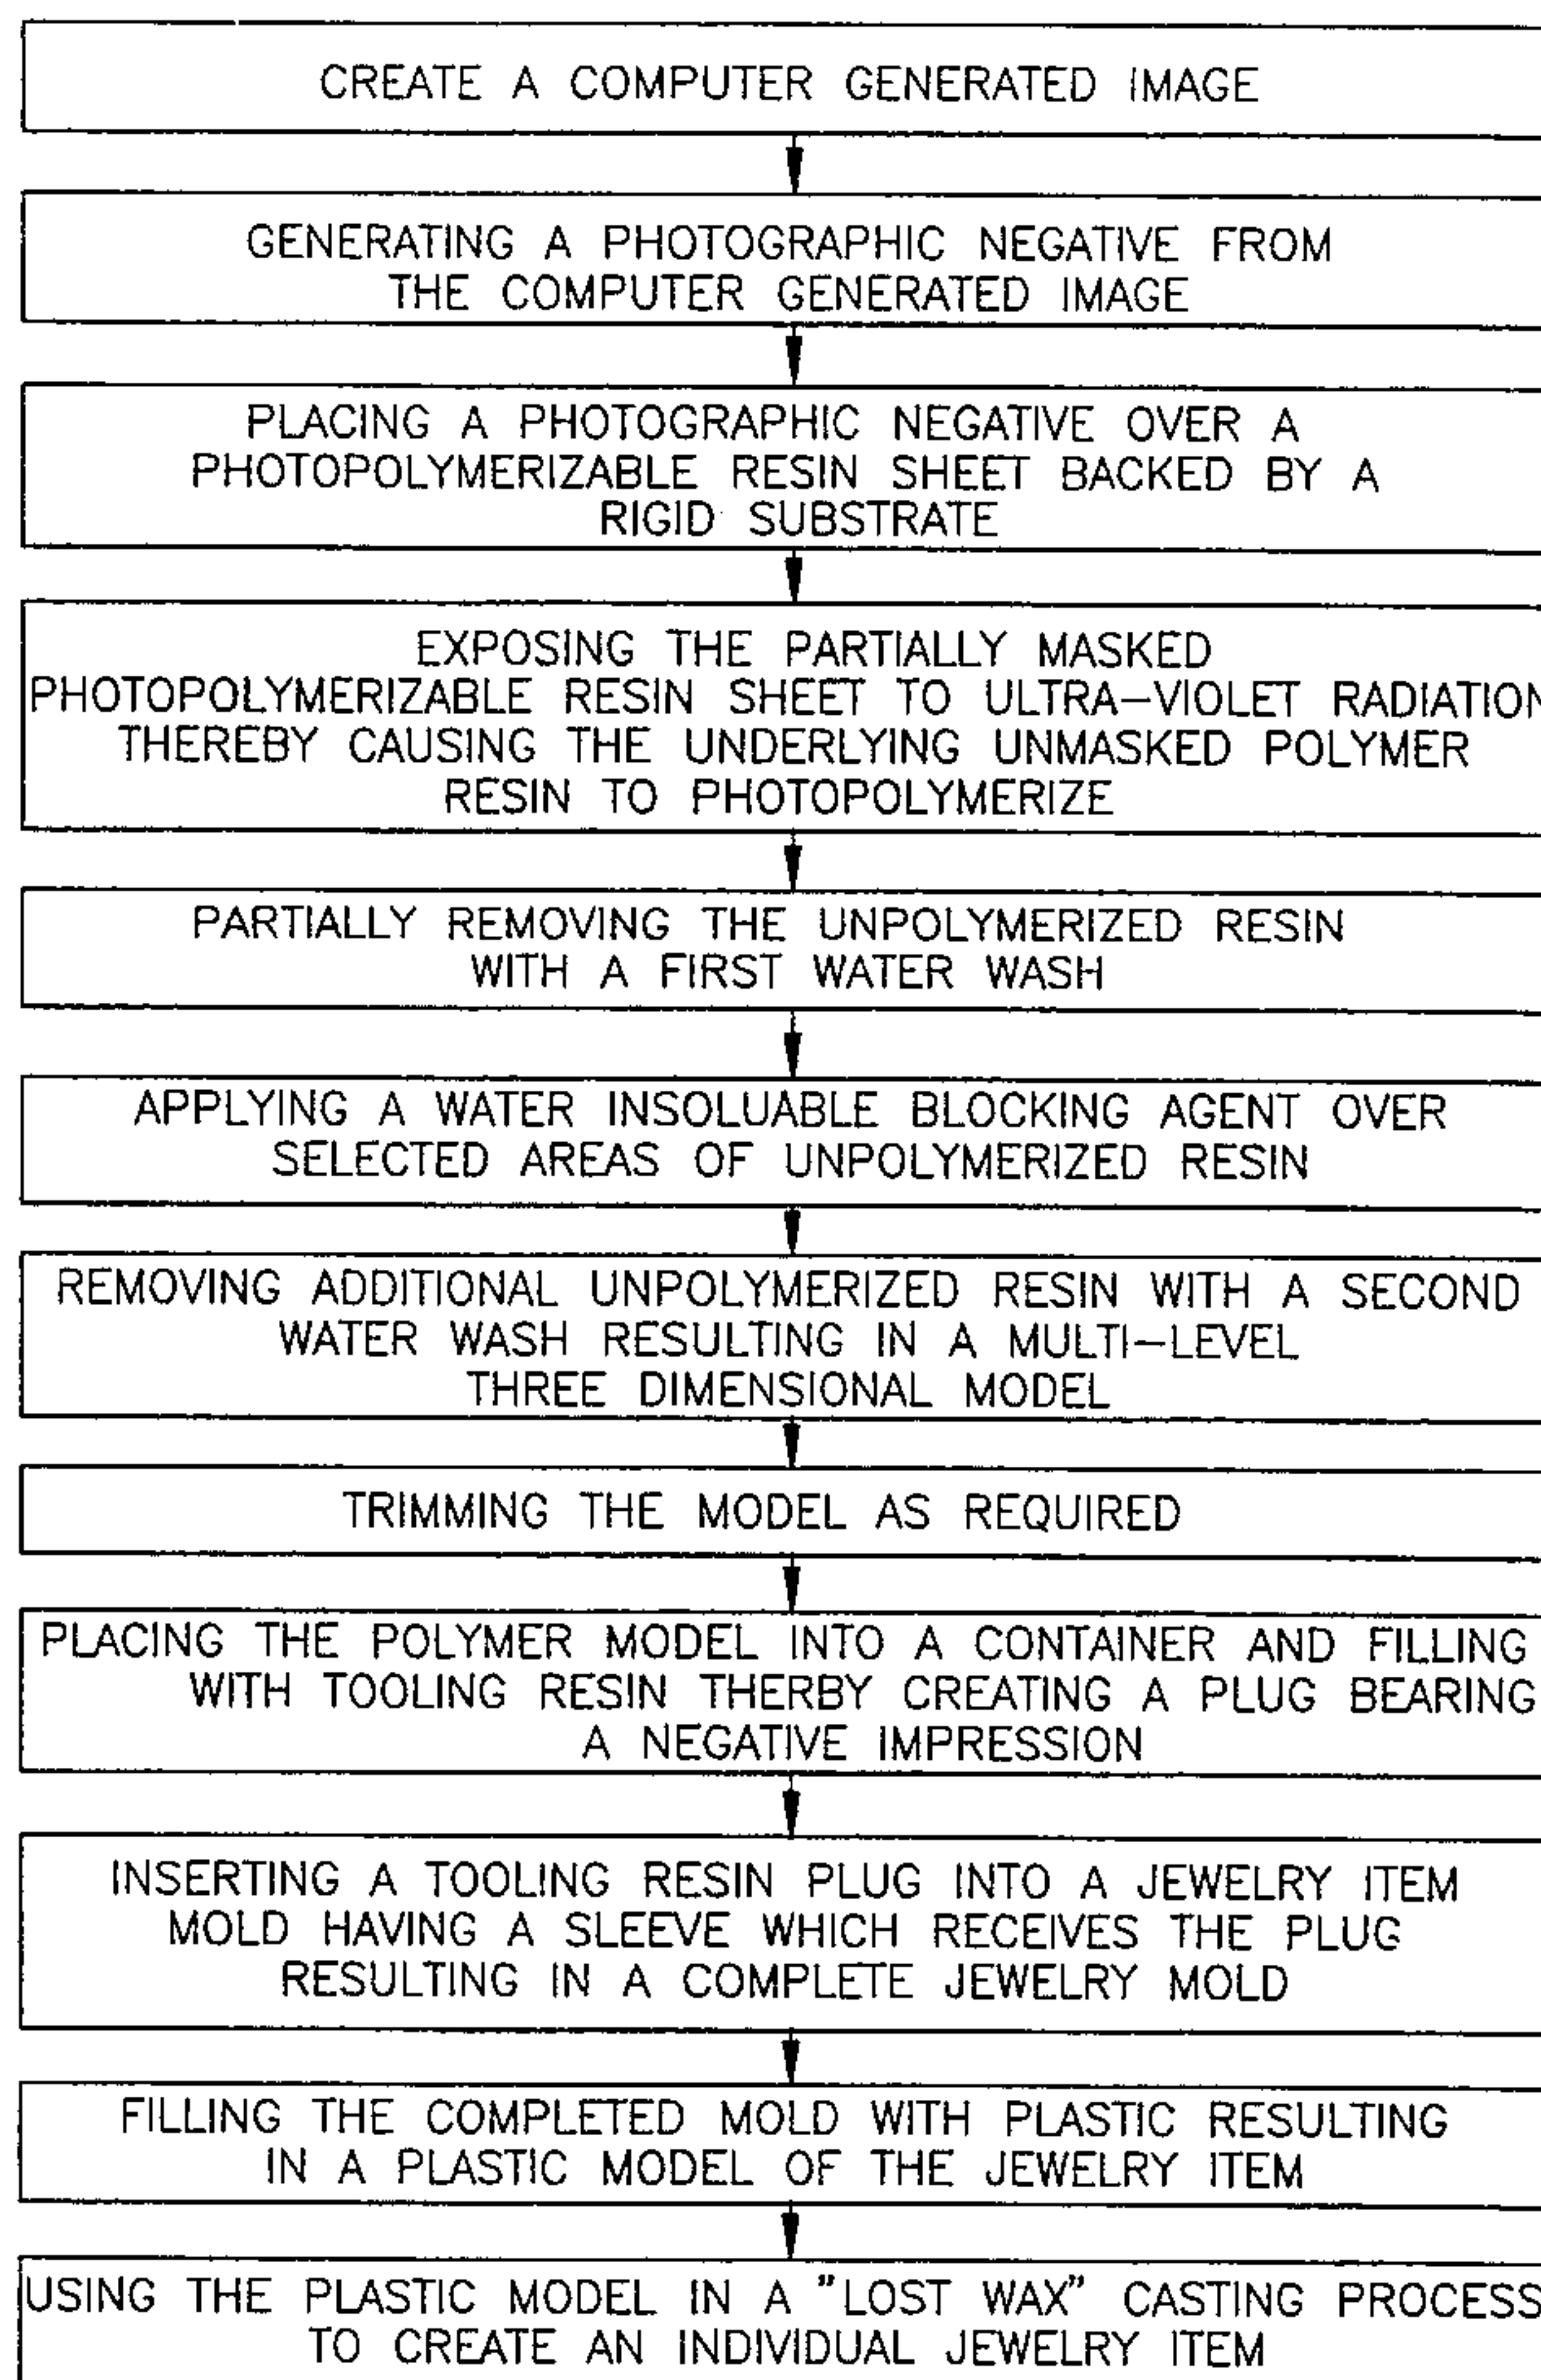 CREATE A COMPUTER GENERATED IMAGE
GENERATING A PHOTOGRAPHIC NEGATIVE FROM
THE COMPUTER GENERATED IMAGE
PLACING A PHOTOGRAPHIC NEGATIVE OVER A
PHOTOPOLYMERIZABLE RESIN SHEET BACKED BY A
RIGID SUBSTRATE
EXPOSING THE PARTIALLY MASKED
PHOTOPOLYMERIZABLE RESIN SHEET TO ULTRA-VIOLET RADIATION
THEREBY CAUSING THE UNDERLYING UNMASKED POLYMER
RESIN TO PHOTOPOLYMERIZE
PARTIALLY REMOVING THE UNPOLYMERIZED RESIN
WITH A FIRST WATER WASH
APPLYING A WATER INSOLUABLE BLOCKING AGENT OVER
SELECTED AREAS OF UNPOLYMERIZED RESIN
REMOVING ADDITIONAL UNPOLYMERIZED RESIN WITH A SECOND
WATER WASH RESULTING IN A MULTI-LEVEL
THREE DIMENSIONAL MODEL
TRIMMING THE MODEL AS REQUIRED
PLACING THE POLYMER MODEL INTO A CONTAINER AND FILLING
WITH TOOLING RESIN THERBY CREATING A PLUG BEARING
A NEGATIVE IMPRESSION
INSERTING A TOOLING RESIN PLUG INTO A JEWELRY ITEM
MOLD HAVING A SLEEVE WHICH RECEIVES THE PLUG
RESULTING IN A COMPLETE JEWELRY MOLD
FILLING THE COMPLETED MOLD WITH PLASTIC RESULTING
IN A PLASTIC MODEL OF THE JEWELRY ITEM
USING THE PLASTIC MODEL IN A "LOST WAX" CASTING PROCESS
TO CREATE AN INDIVIDUAL JEWELRY ITEM